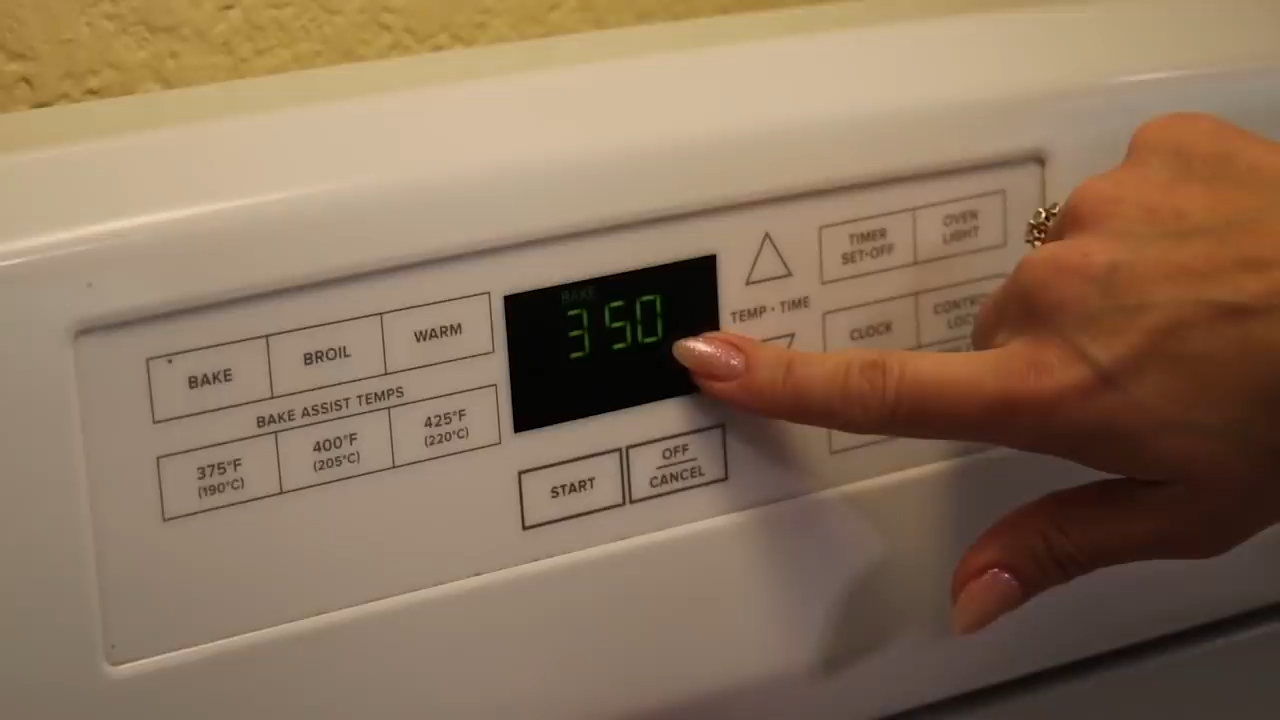 BAKE
BROIL
WARM
BAKE ASSIST TEMPS
375°F
(190°C)
400°F
(205°C)
425°F
(220°C)
BAKE
350
START
OFF
CANCEL
TEMP • TIME
TIMER
SET•OFF
OVEN
LIGHT
CLOCK